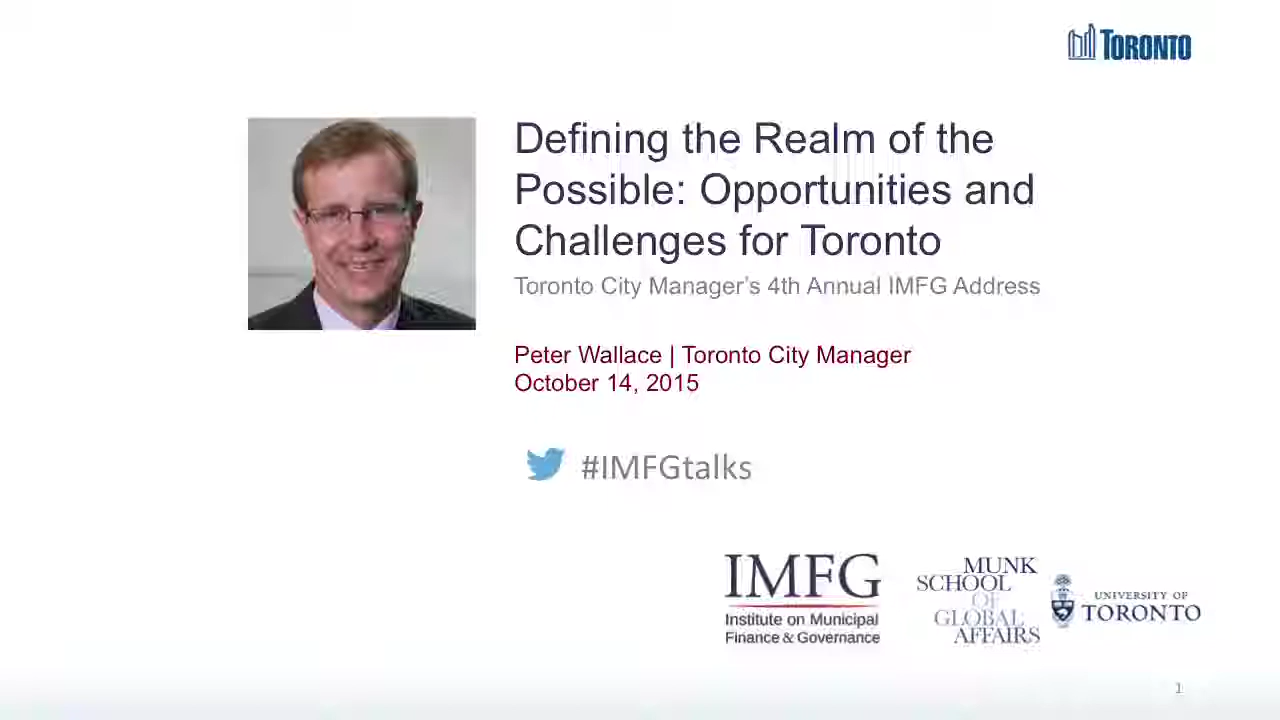 TORONTO
Defining the Realm of the
Possible: Opportunities and
Challenges for Toronto
Toronto City Manager's 4th Annual IMFG Address
Peter Wallace | Toronto City Manager
October 14, 2015
#IMFGtalks
IMFG
Institute on Municipal
Finance & Governance
MUNK
SCHOOL
OF
GLOBAL
AFFAIRS
UNIVERSITY OF
TORONTO
1